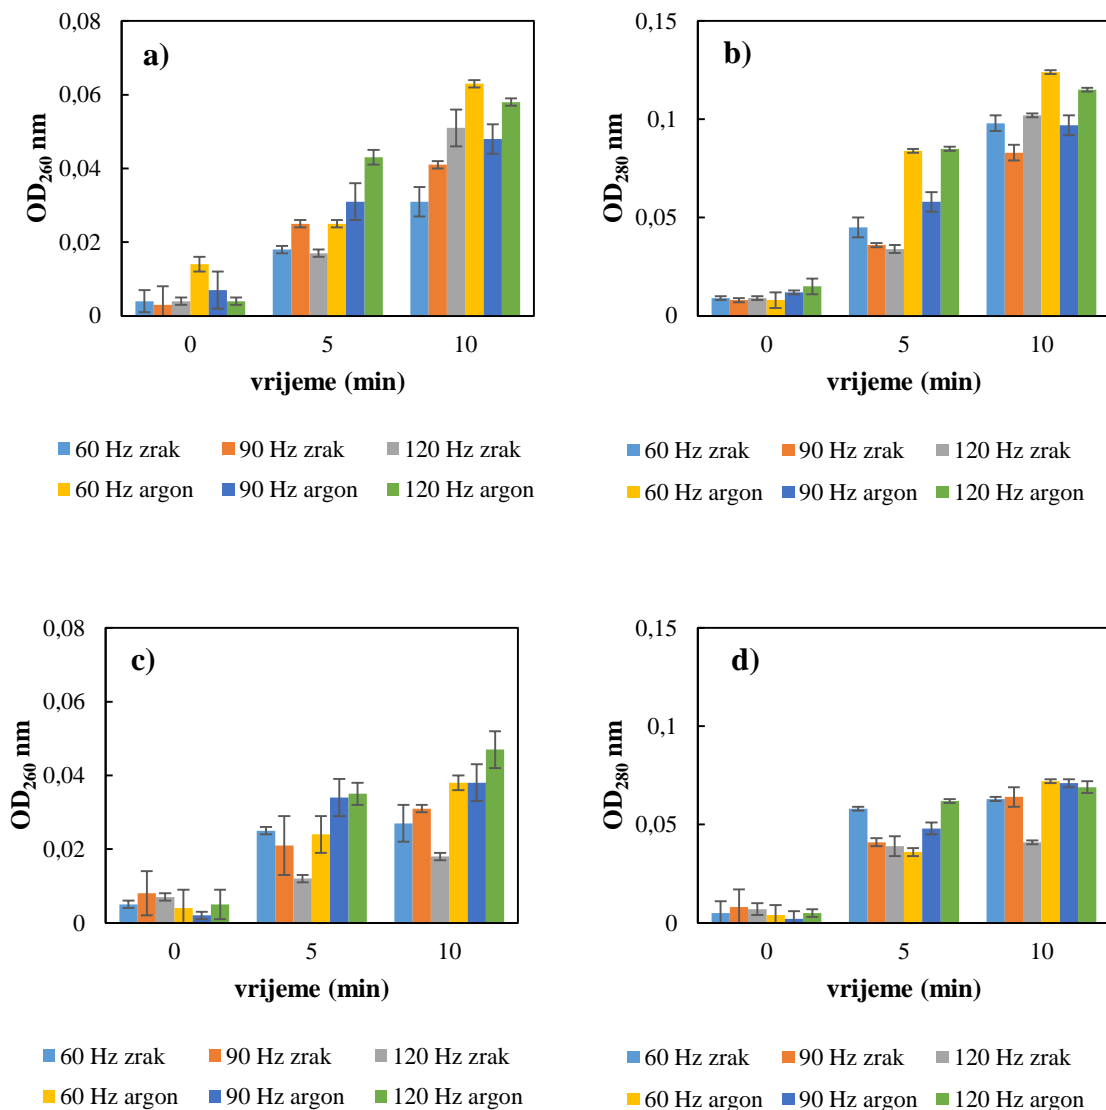 a)
0,08
0,06
0,04
0,02
0
OD260 nm
0 5 10
vrijeme (min)
60 Hz zrak 90 Hz zrak 120 Hz zrak
60 Hz argon 90 Hz argon 120 Hz argon
b)
0,15
0,1
0,05
0
OD280 nm
0 5 10
vrijeme (min)
60 Hz zrak 90 Hz zrak 120 Hz zrak
60 Hz argon 90 Hz argon 120 Hz argon
c)
0,08
0,06
0,04
0,02
0
OD260 nm
0 5 10
vrijeme (min)
60 Hz zrak 90 Hz zrak 120 Hz zrak
60 Hz argon 90 Hz argon 120 Hz argon
d)
0,15
0,1
0,05
0
OD280 nm
0 5 10
vrijeme (min)
60 Hz zrak 90 Hz zrak 120 Hz zrak
60 Hz argon 90 Hz argon 120 Hz argon